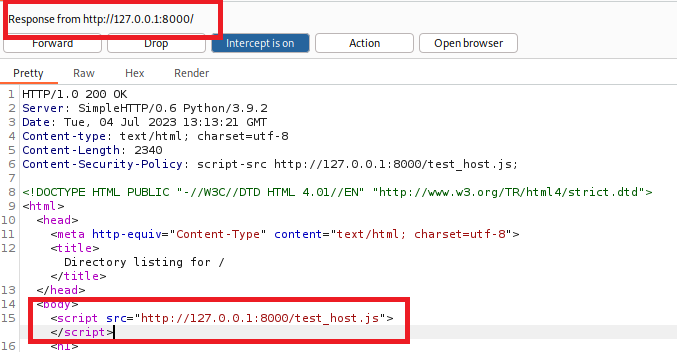 Response from http://127.0.0.1:8000/
Forward Drop Intercept is on Action Open browser
Pretty Raw Hex Render
1 HTTP/1.0 200 OK
2 Server: SimpleHTTP/0.6 Python/3.9.2
3 Date: Tue, 04 Jul 2023 13:13:21 GMT
4 Content-type: text/html; charset=utf-8
5 Content-Length: 2340
6 Content-Security-Policy: script-src http://127.0.0.1:8000/test_host.js;
7
8 <!DOCTYPE HTML PUBLIC "-//W3C//DTD HTML 4.01//EN" "http://www.w3.org/TR/html4/strict.dtd">
9 <html>
10 <head>
11 <meta http-equiv="Content-Type" content="text/html; charset=utf-8">
12 <title>
Directory listing for /
</title>
13 </head>
14 <body>
15 <script src="http://127.0.0.1:8000/test_host.js">
</script>
16 <h1>